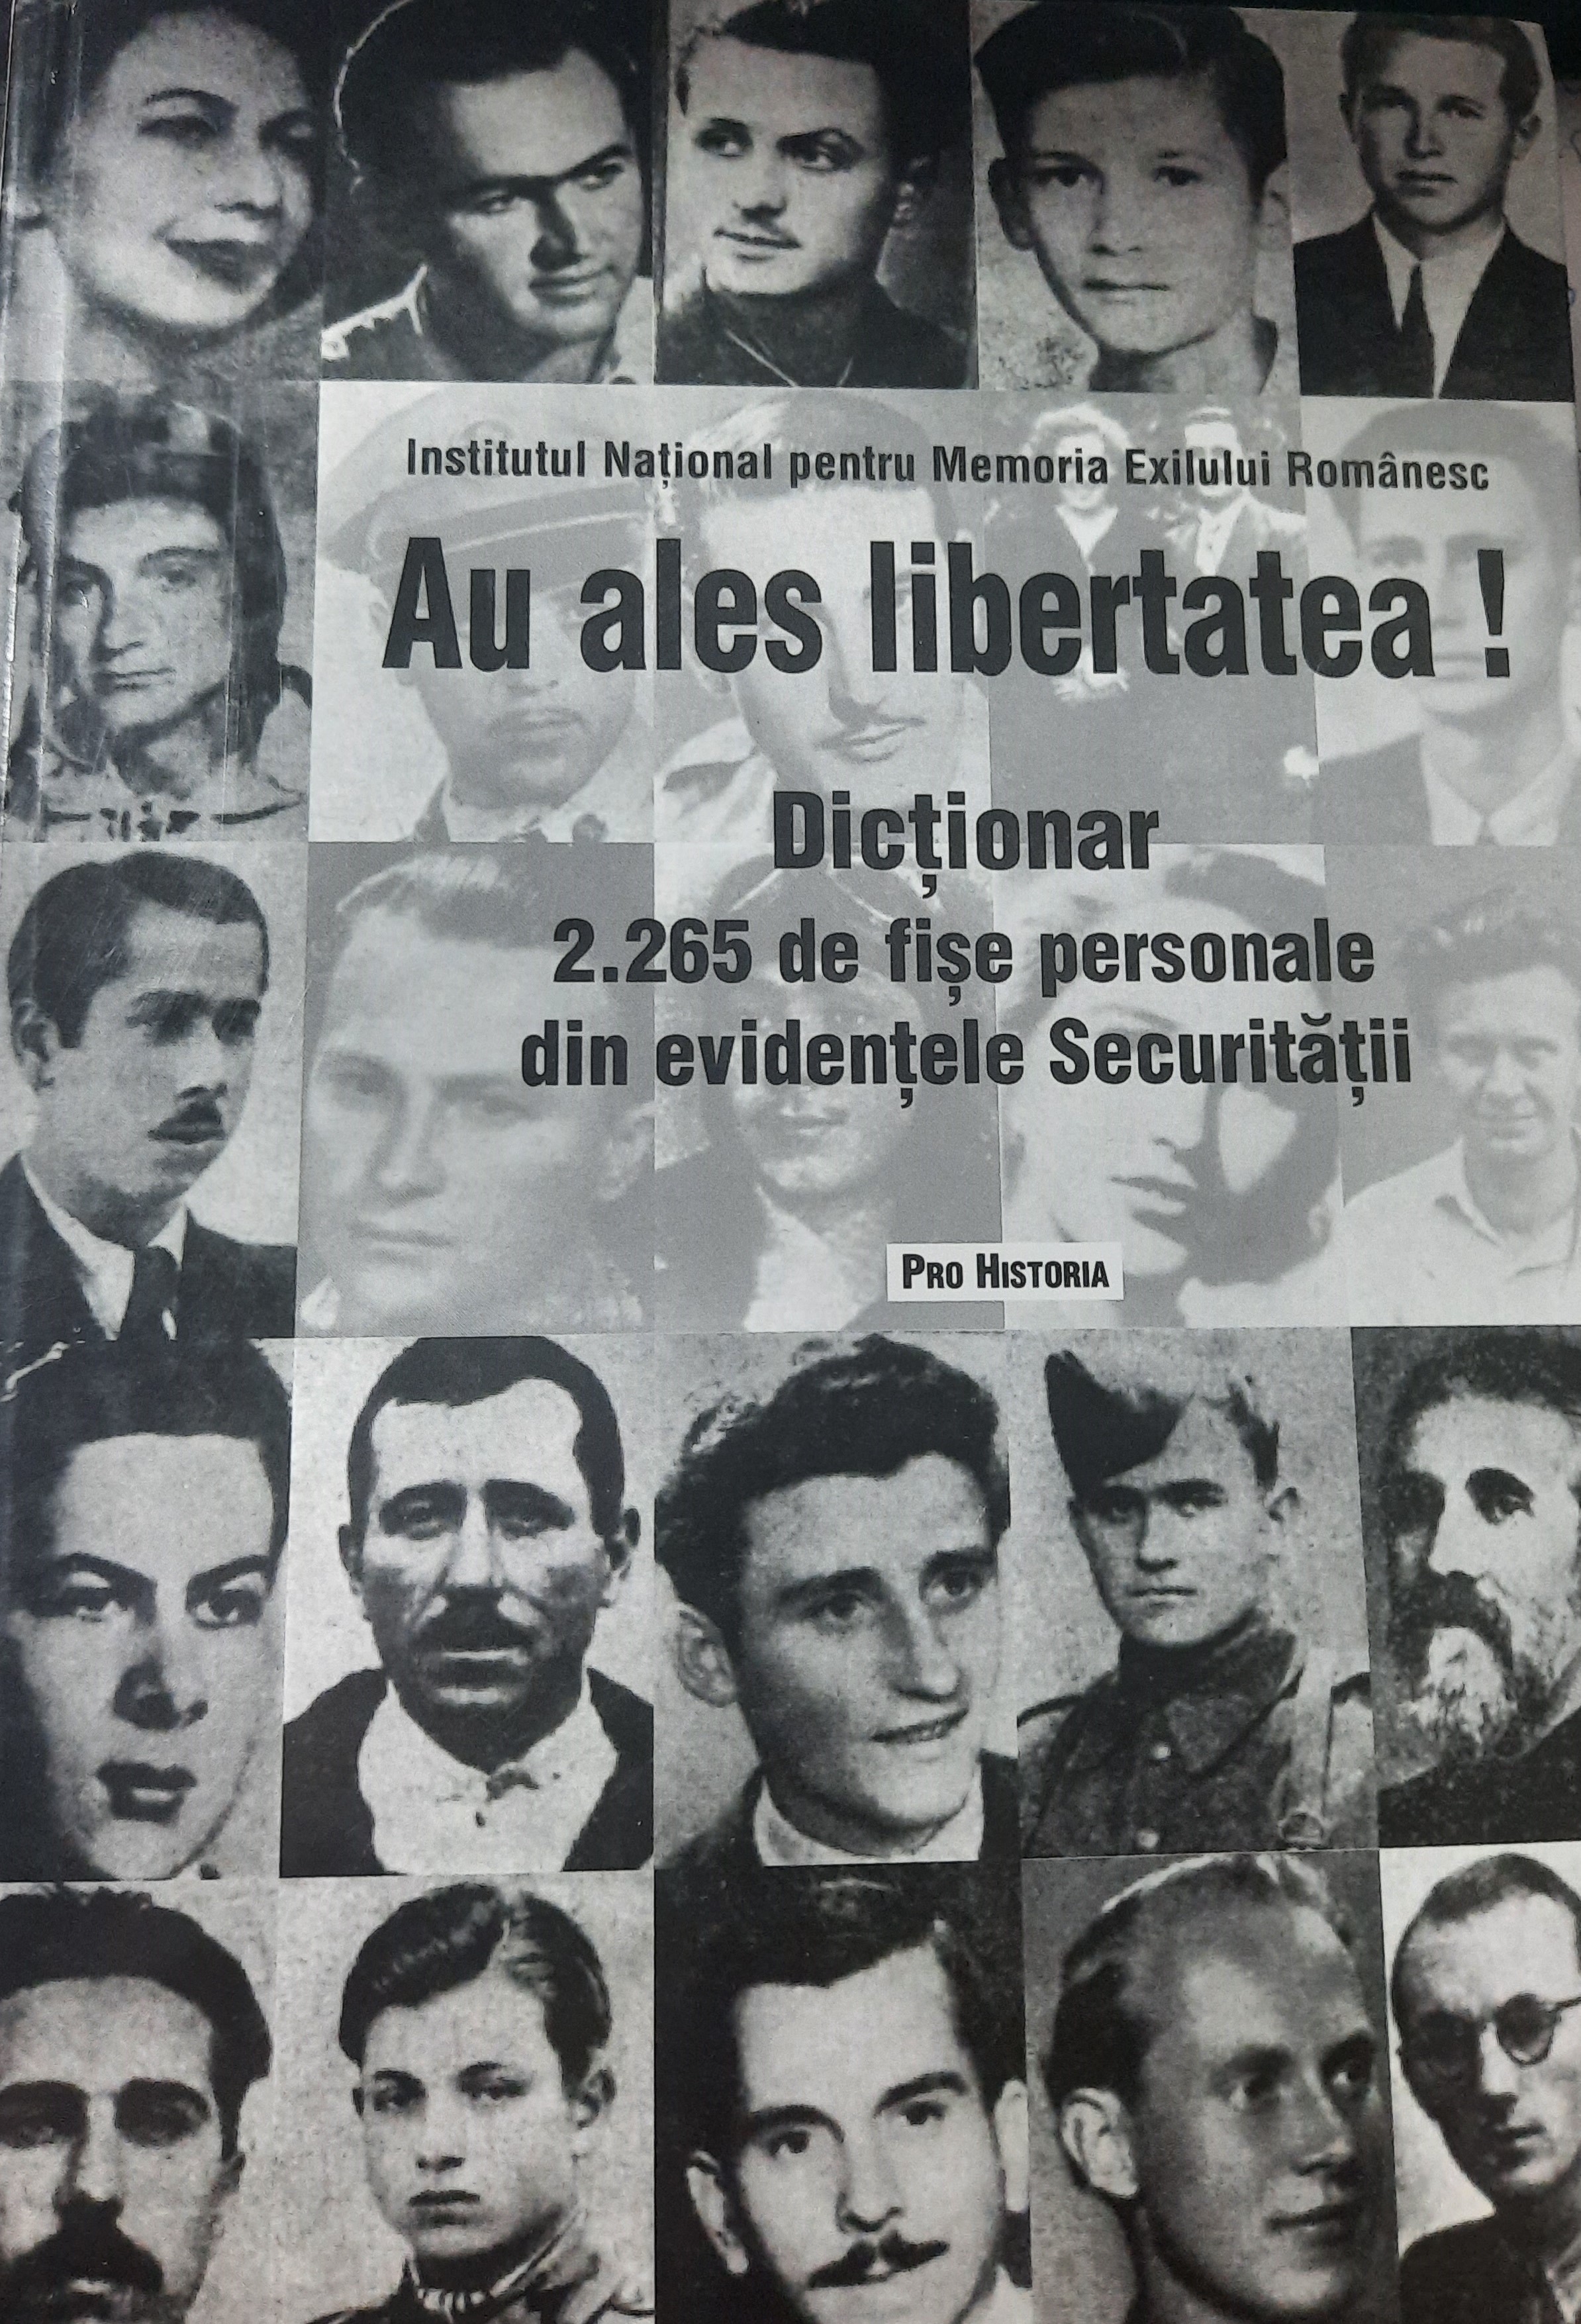 Institutul Național pentru Memoria Exilului Românesc
Au ales libertatea !
Dicționar
2.265 de fișe personale
din evidențele Securității
PRO HISTORIA